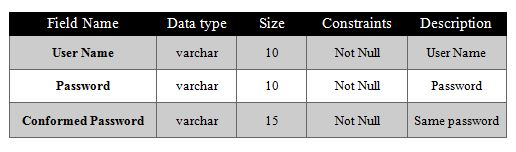 Field Name Data type Size Constraints Description
User Name varchar 10 Not Null User Name
Password varchar 10 Not Null Password
Conformed Password varchar 15 Not Null Same password